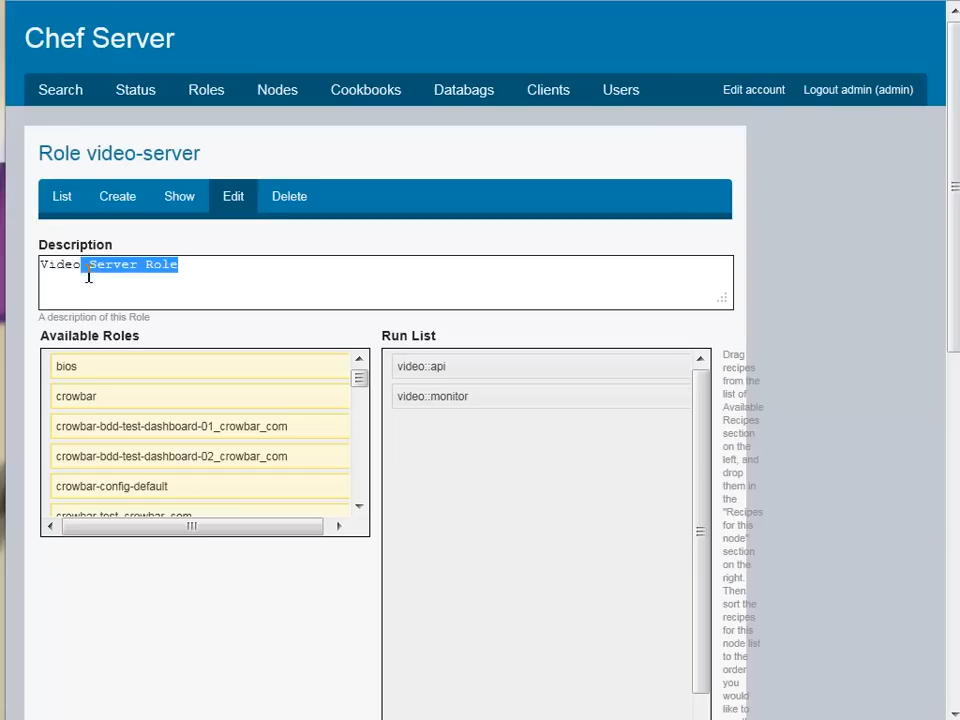 Chef Server
Search Status Roles Nodes Cookbooks Databags Clients Users Edit account Logout admin (admin)
Role video-server
List Create Show Edit Delete
Description
Video Server Role
A description of this Role
Available Roles
bios
crowbar
crowbar-bdd-test-dashboard-01_crowbar_com
crowbar-bdd-test-dashboard-02_crowbar_com
crowbar-config-default
crowbar-test_crowbar_com
Run List
video::api
video::monitor
Drag
recipes
from the
list of
Available
Recipes
section
on the
left, and
drop
them in
the
"Recipes
for this
node"
section
on the
right.
Then
sort the
recipes
for this
node list
to the
order
you
would
like to